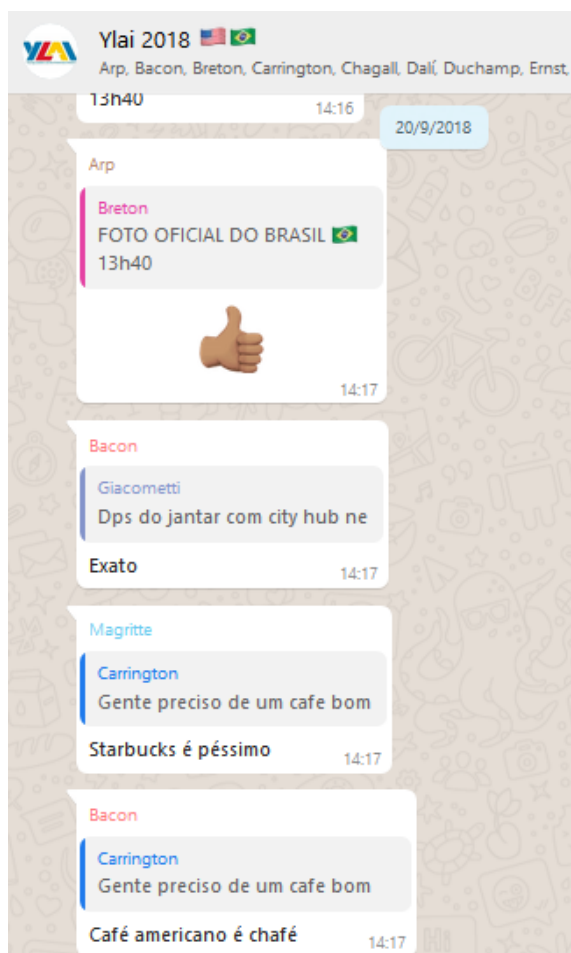 YLAI
Ylai 2018 🇺🇸 🇧🇷
Arp, Bacon, Breton, Carrington, Chagall, Dalí, Duchamp, Ernst,
13h40
14:16
20/9/2018
Arp
Breton
FOTO OFICIAL DO BRASIL 🇧🇷
13h40
14:17
Bacon
Giacometti
Dps do jantar com city hub ne
Exato
14:17
Magritte
Carrington
Gente preciso de um cafe bom
Starbucks é péssimo
14:17
Bacon
Carrington
Gente preciso de um cafe bom
Café americano é chafé
14:17